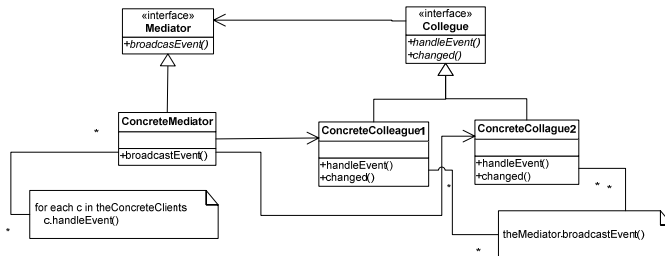 «interface»
Mediator
+broadcasEvent()
«interface»
Collegue
+handleEvent()
+changed()
ConcreteMediator
+broadcastEvent()
ConcreteColleague1
+handleEvent()
+changed()
ConcreteCollague2
+handleEvent()
+changed()
*
*
for each c in theConcreteClients
c.handleEvent()
*
*
* *
theMediator.broadcastEvent()